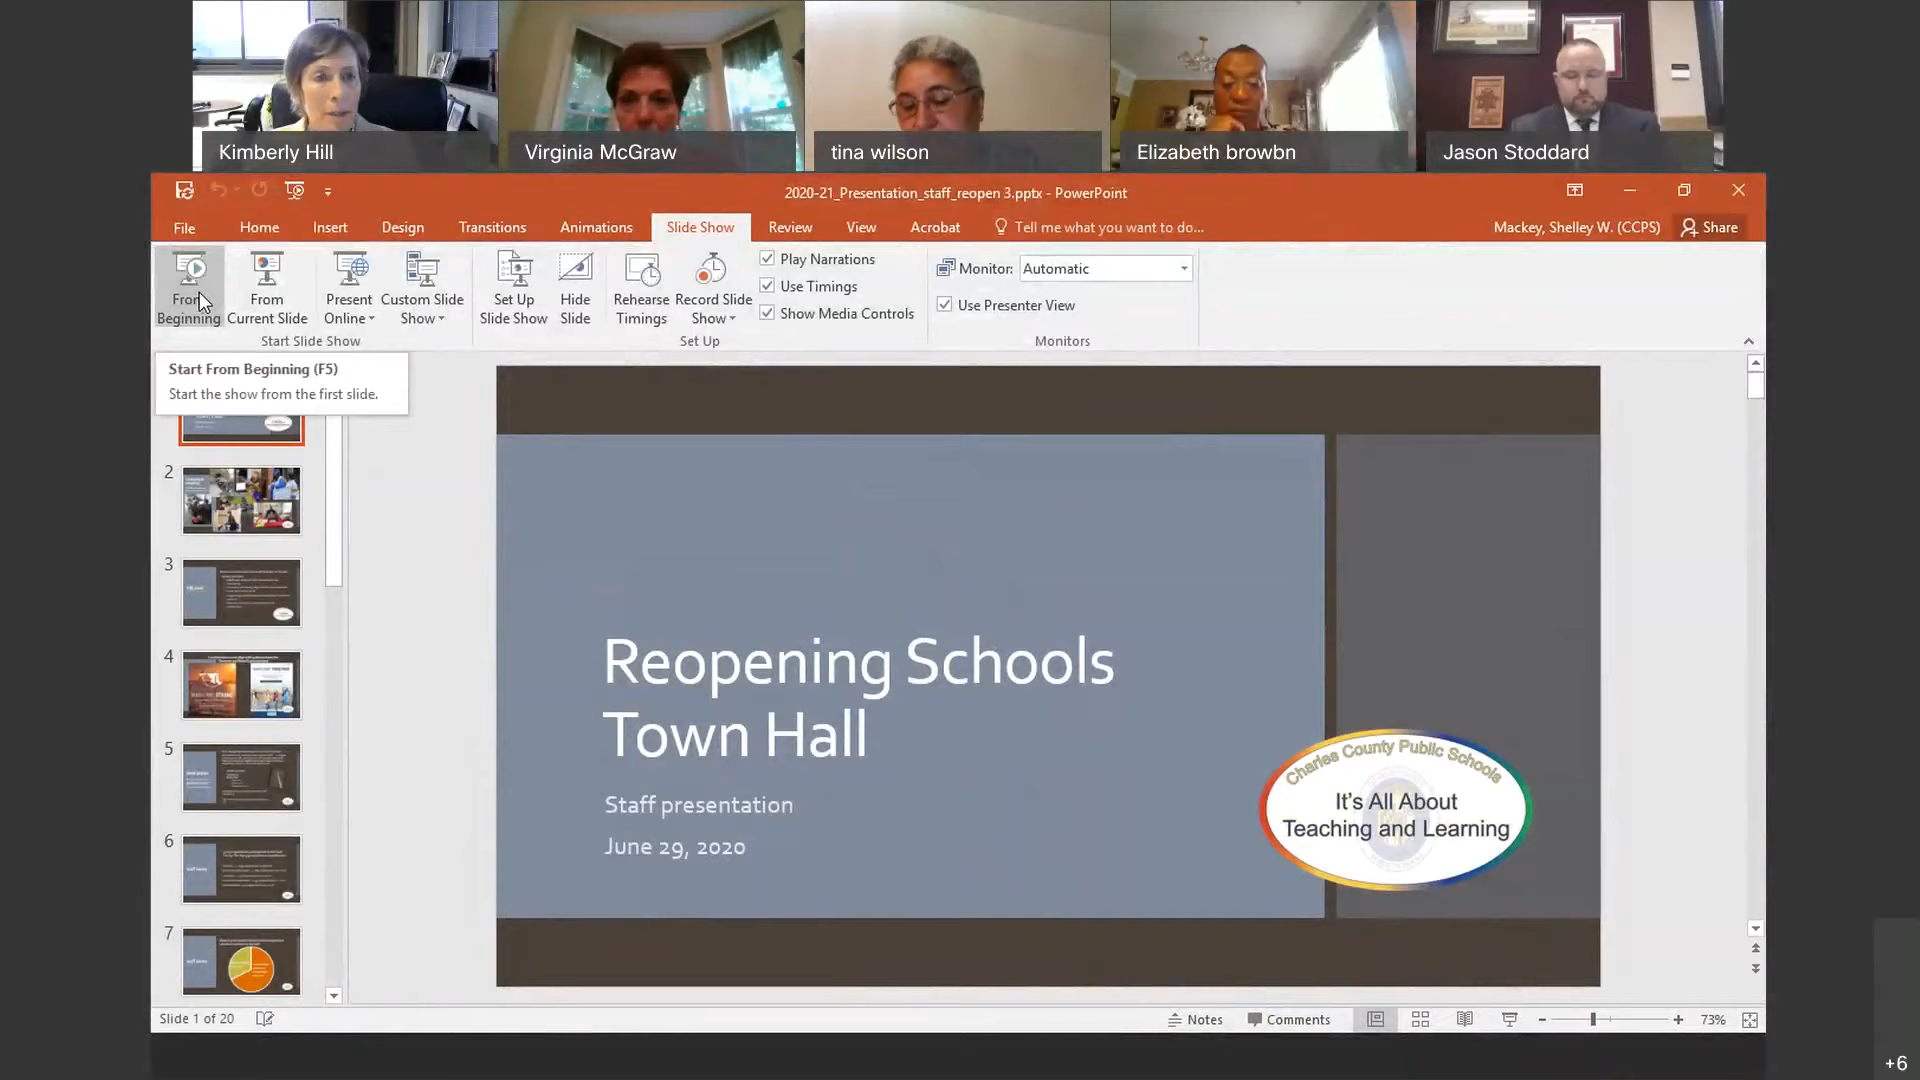 Kimberly Hill
Virginia McGraw
tina wilson
Elizabeth browbn
Jason Stoddard
2020-21_Presentation_staff_reopen 3.pptx - PowerPoint
File
Home
Insert
Design
Transitions
Animations
Slide Show
Review
View
Acrobat
Tell me what you want to do...
Mackey, Shelley W. (CCPS)
Share
From
Beginning
From
Current Slide
Present
Online
Custom Slide
Show
Set Up
Slide Show
Hide
Slide
Rehearse
Timings
Record Slide
Show
Play Narrations
Use Timings
Show Media Controls
Monitor: Automatic
Use Presenter View
Start Slide Show
Set Up
Monitors
Start From Beginning (F5)
Start the show from the first slide.
2
3
4
5
6
7
Reopening Schools
Town Hall
Staff presentation
June 29, 2020
Charles County Public Schools
It's All About
Teaching and Learning
Slide 1 of 20
Notes
Comments
73%
+6